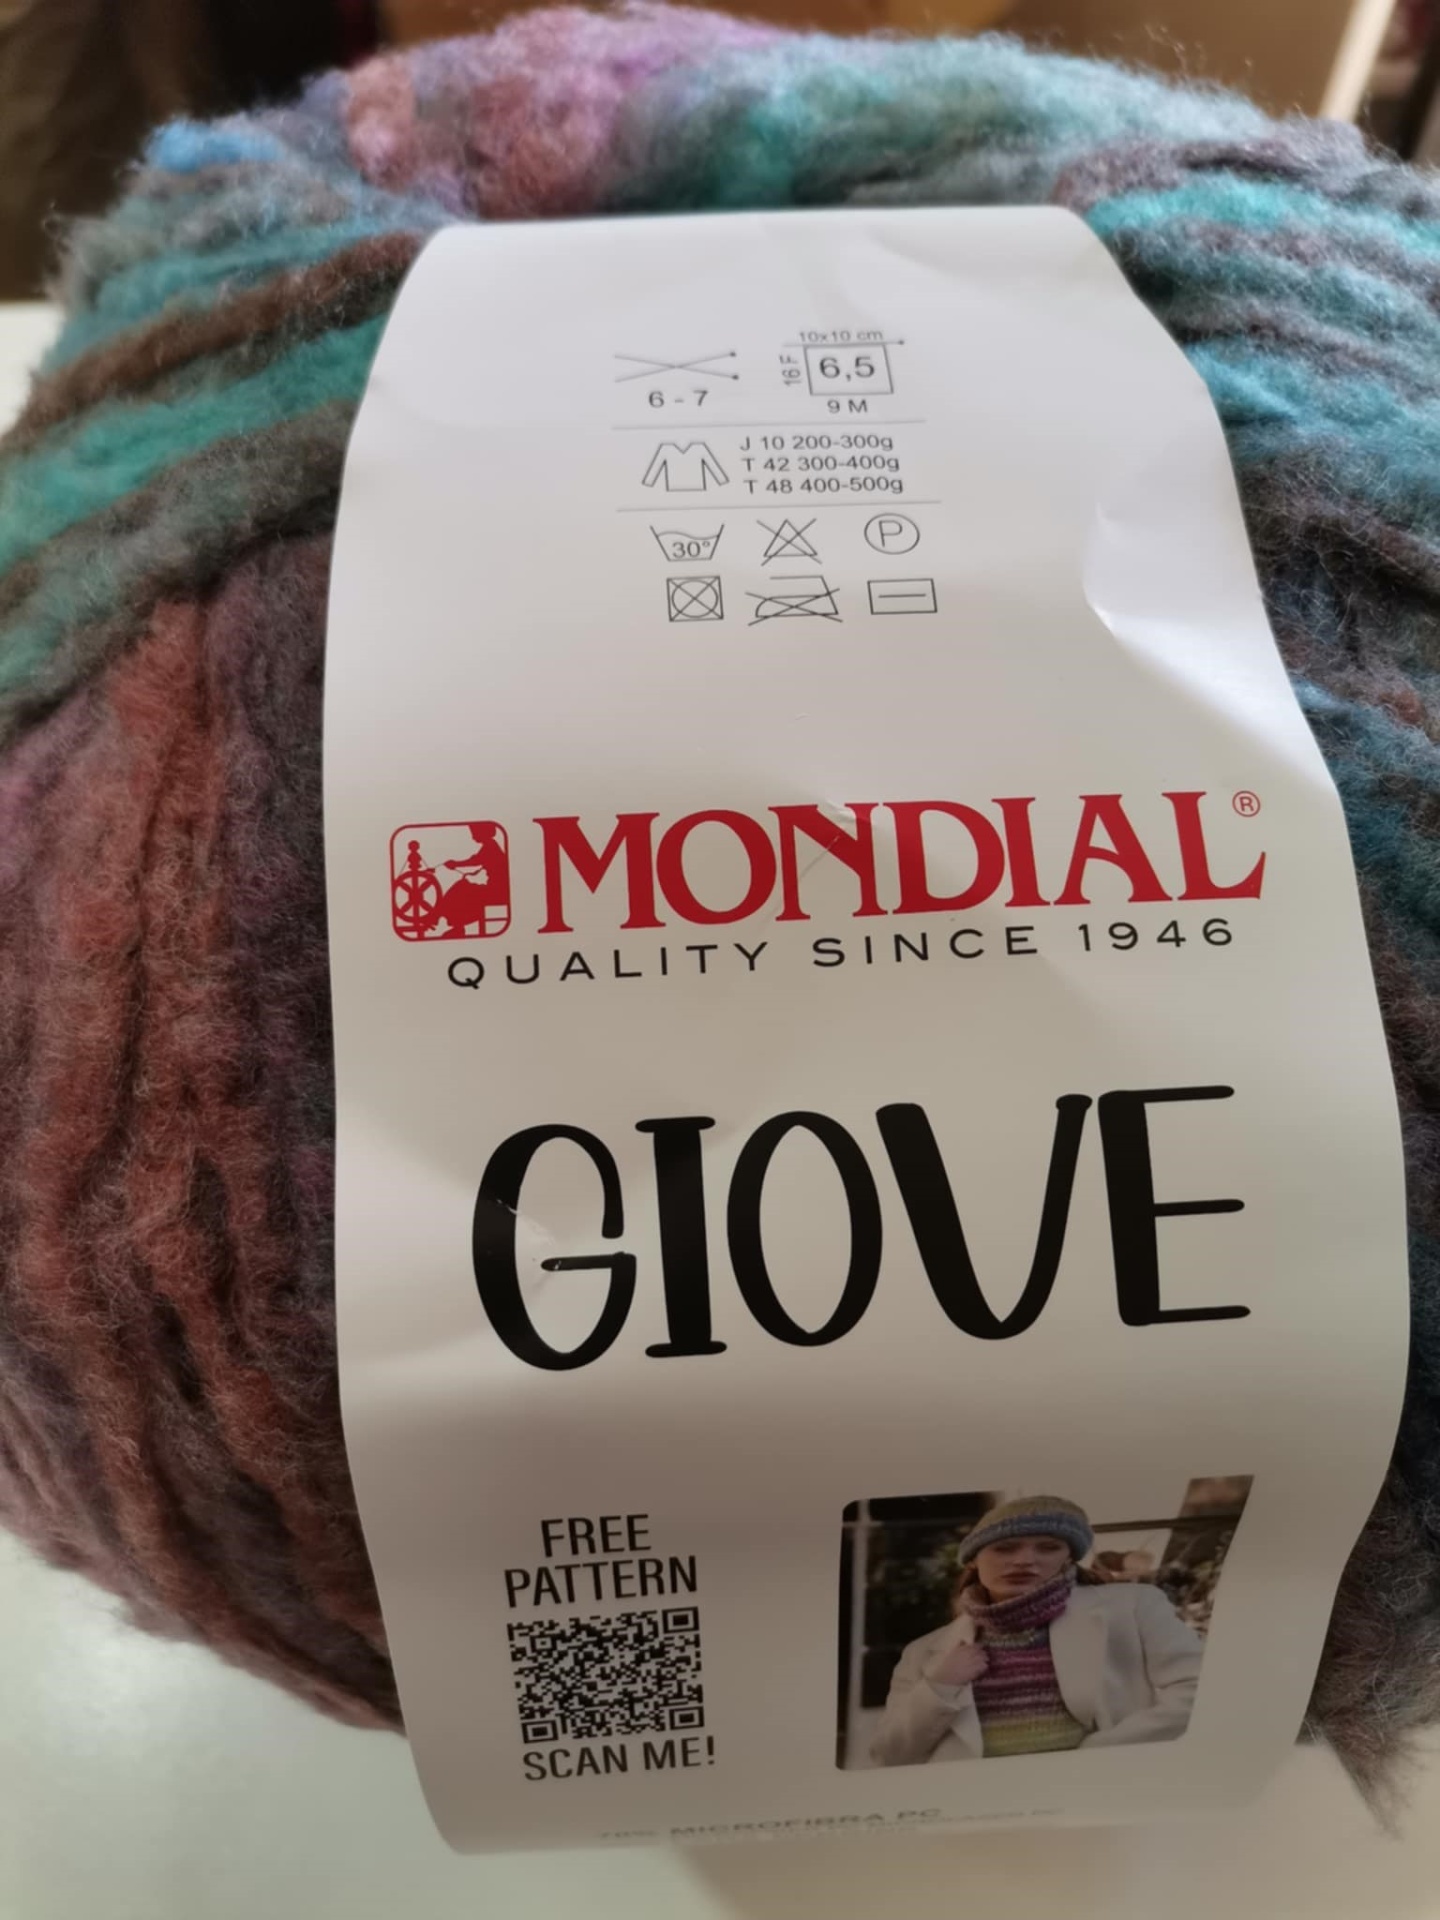 10x10 cm
16 F
6,5
6 - 7
9 M
J 10 200-300g
T 42 300-400g
T 48 400-500g
30°
P
MONDIAL®
QUALITY SINCE 1946
GIOVE
FREE
PATTERN
SCAN ME!
MICROFIBRA